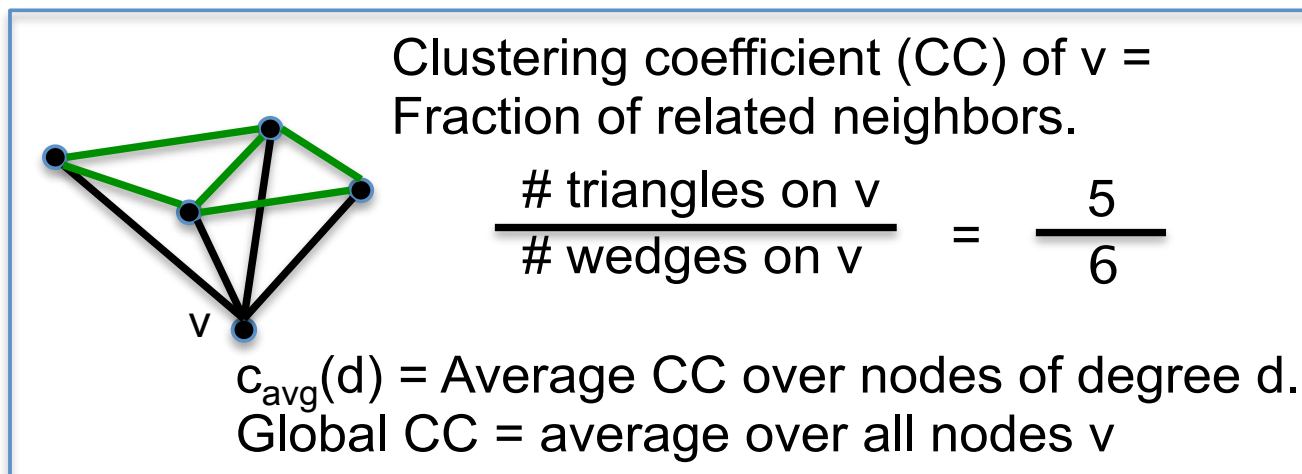 Clustering coefficient (CC) of v =
Fraction of related neighbors.
# triangles on v
# wedges on v
=
5
6
v
c_avg(d) = Average CC over nodes of degree d.
Global CC = average over all nodes v